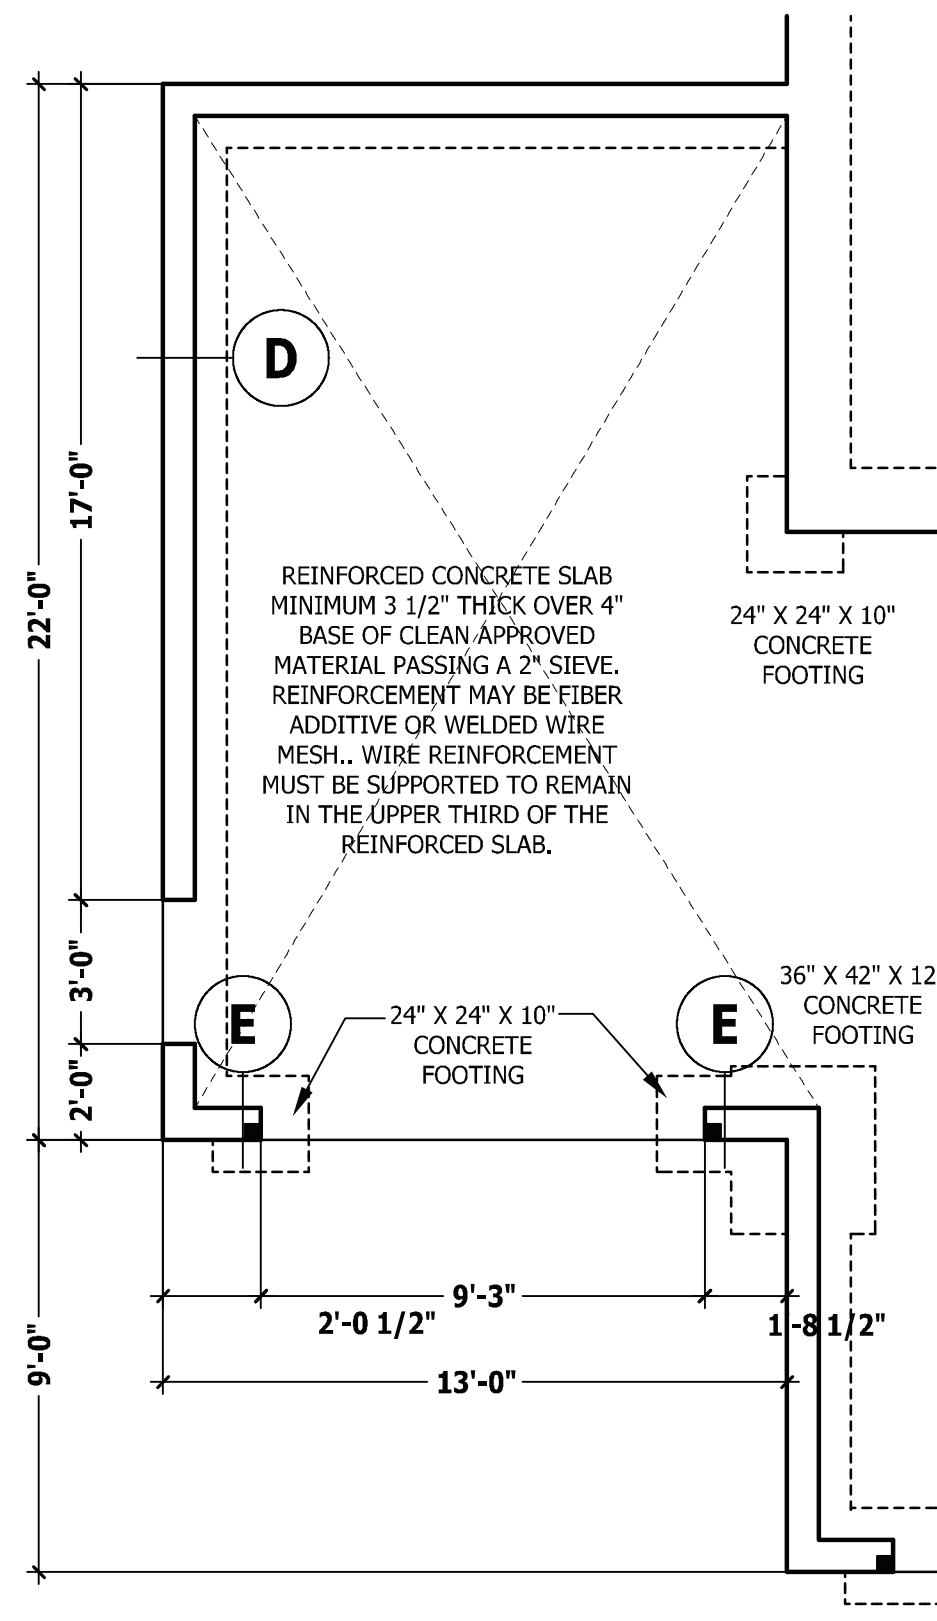 D
17'-0"
22'-0"
REINFORCED CONCRETE SLAB
MINIMUM 3 1/2" THICK OVER 4"
BASE OF CLEAN APPROVED
MATERIAL PASSING A 2" SIEVE.
REINFORCEMENT MAY BE FIBER
ADDITIVE OR WELDED WIRE
MESH.. WIRE REINFORCEMENT
MUST BE SUPPORTED TO REMAIN
IN THE UPPER THIRD OF THE
REINFORCED SLAB.
24" X 24" X 10"
CONCRETE
FOOTING
3'-0"
E
24" X 24" X 10"
CONCRETE
FOOTING
E
36" X 42" X 12
CONCRETE
FOOTING
2'-0"
9'-3"
2'-0 1/2"
1'-8 1/2"
9'-0"
13'-0"